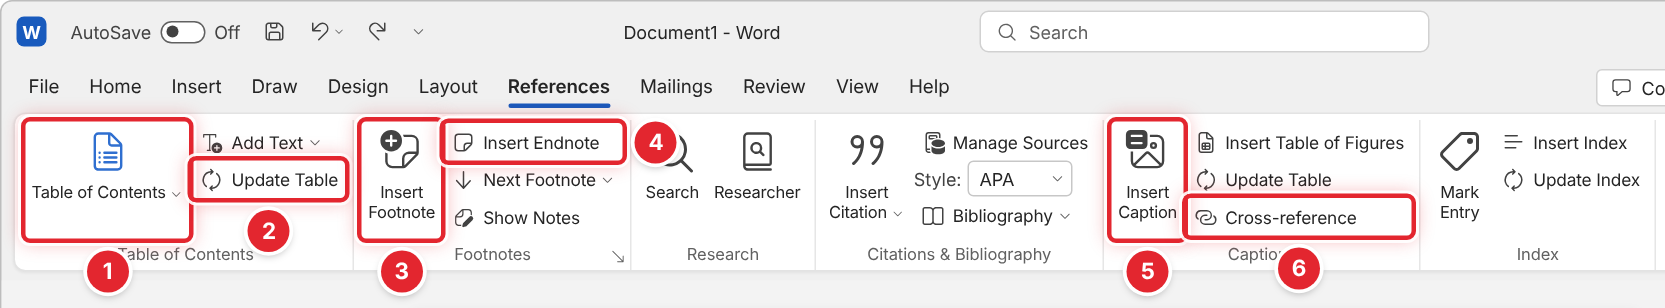 W AutoSave Off Document1 - Word Search
File Home Insert Draw Design Layout References Mailings Review View Help Co
Table of Contents
Add Text
Update Table
Table of Contents
Insert Footnote
Insert Endnote
Next Footnote
Show Notes
Footnotes
Search
Researcher
Research
Insert
Citation
Manage Sources
Style: APA
Bibliography
Citations & Bibliography
Insert
Caption
Insert Table of Figures
Update Table
Cross-reference
Caption
Mark
Entry
Insert Index
Update Index
Index
1
2
3
4
5
6